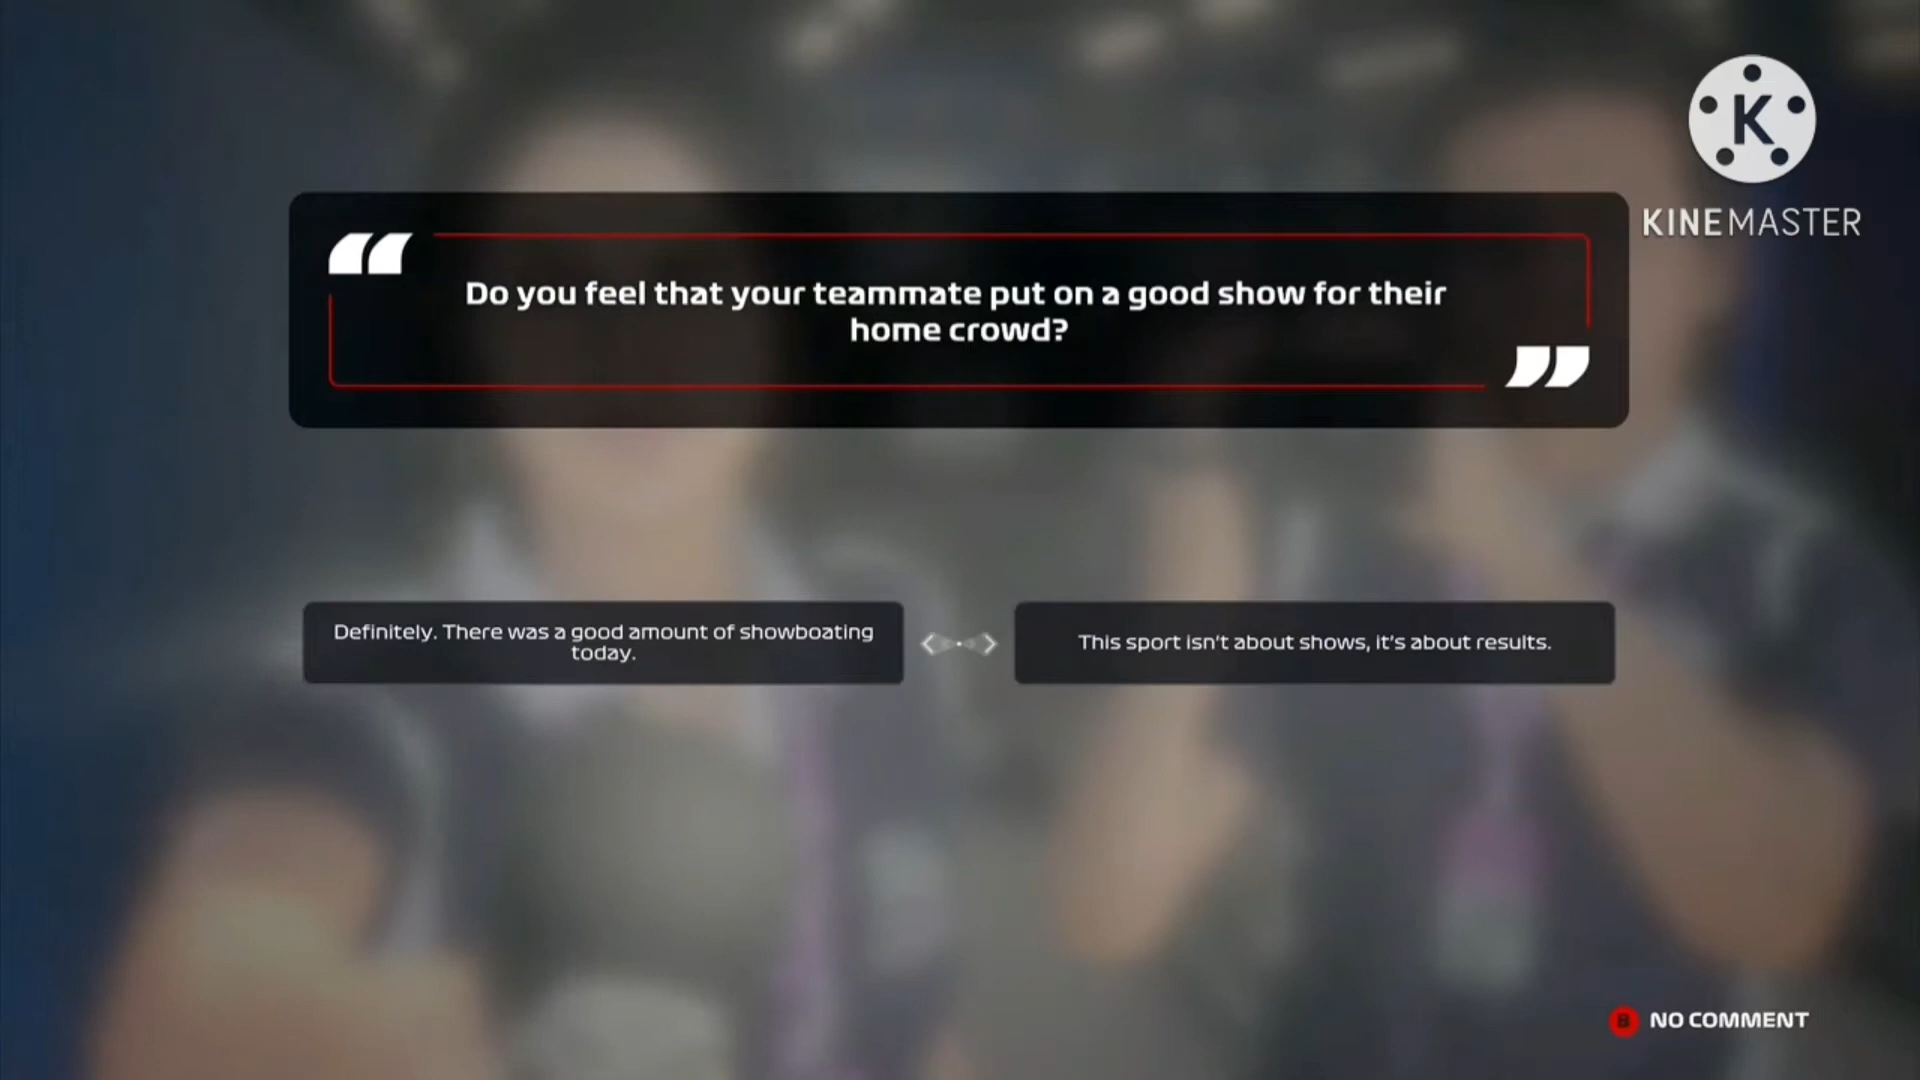 K
KINEMASTER
Do you feel that your teammate put on a good show for their
home crowd?
Definitely. There was a good amount of showboating
today.
This sport isn't about shows, it's about results.
B NO COMMENT